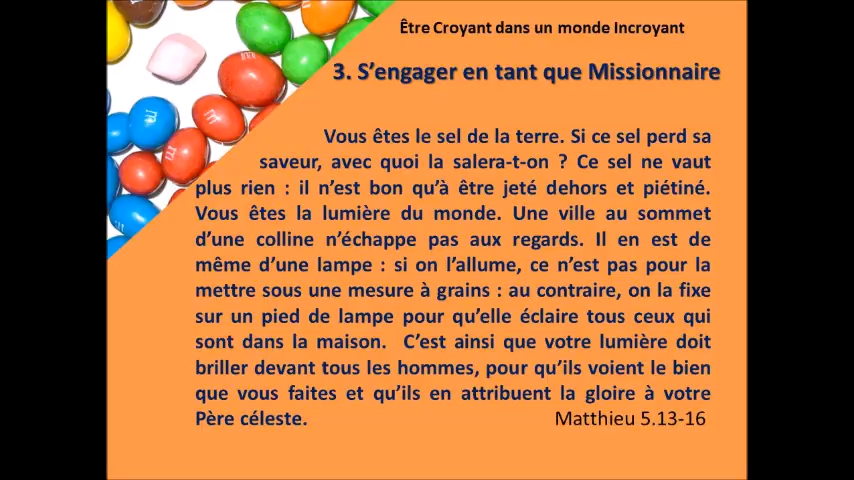 Être Croyant dans un monde Incroyant
3. S’engager en tant que Missionnaire
Vous êtes le sel de la terre. Si ce sel perd sa
saveur, avec quoi la salera-t-on ? Ce sel ne vaut
plus rien : il n’est bon qu’à être jeté dehors et piétiné.
Vous êtes la lumière du monde. Une ville au sommet
d’une colline n’échappe pas aux regards. Il en est de
même d’une lampe : si on l’allume, ce n’est pas pour la
mettre sous une mesure à grains : au contraire, on la fixe
sur un pied de lampe pour qu’elle éclaire tous ceux qui
sont dans la maison. C’est ainsi que votre lumière doit
briller devant tous les hommes, pour qu’ils voient le bien
que vous faites et qu’ils en attribuent la gloire à votre
Père céleste. Matthieu 5.13-16